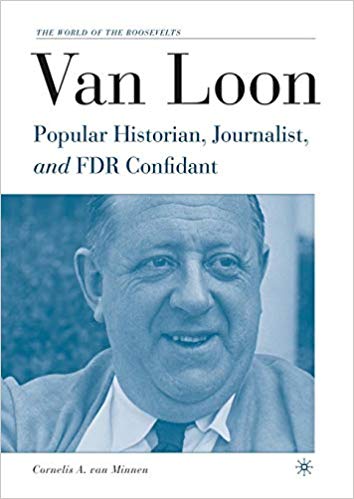 THE WORLD OF THE ROOSEVELTS
Van Loon
Popular Historian, Journalist,
and FDR Confidant
Cornelis A. van Minnen